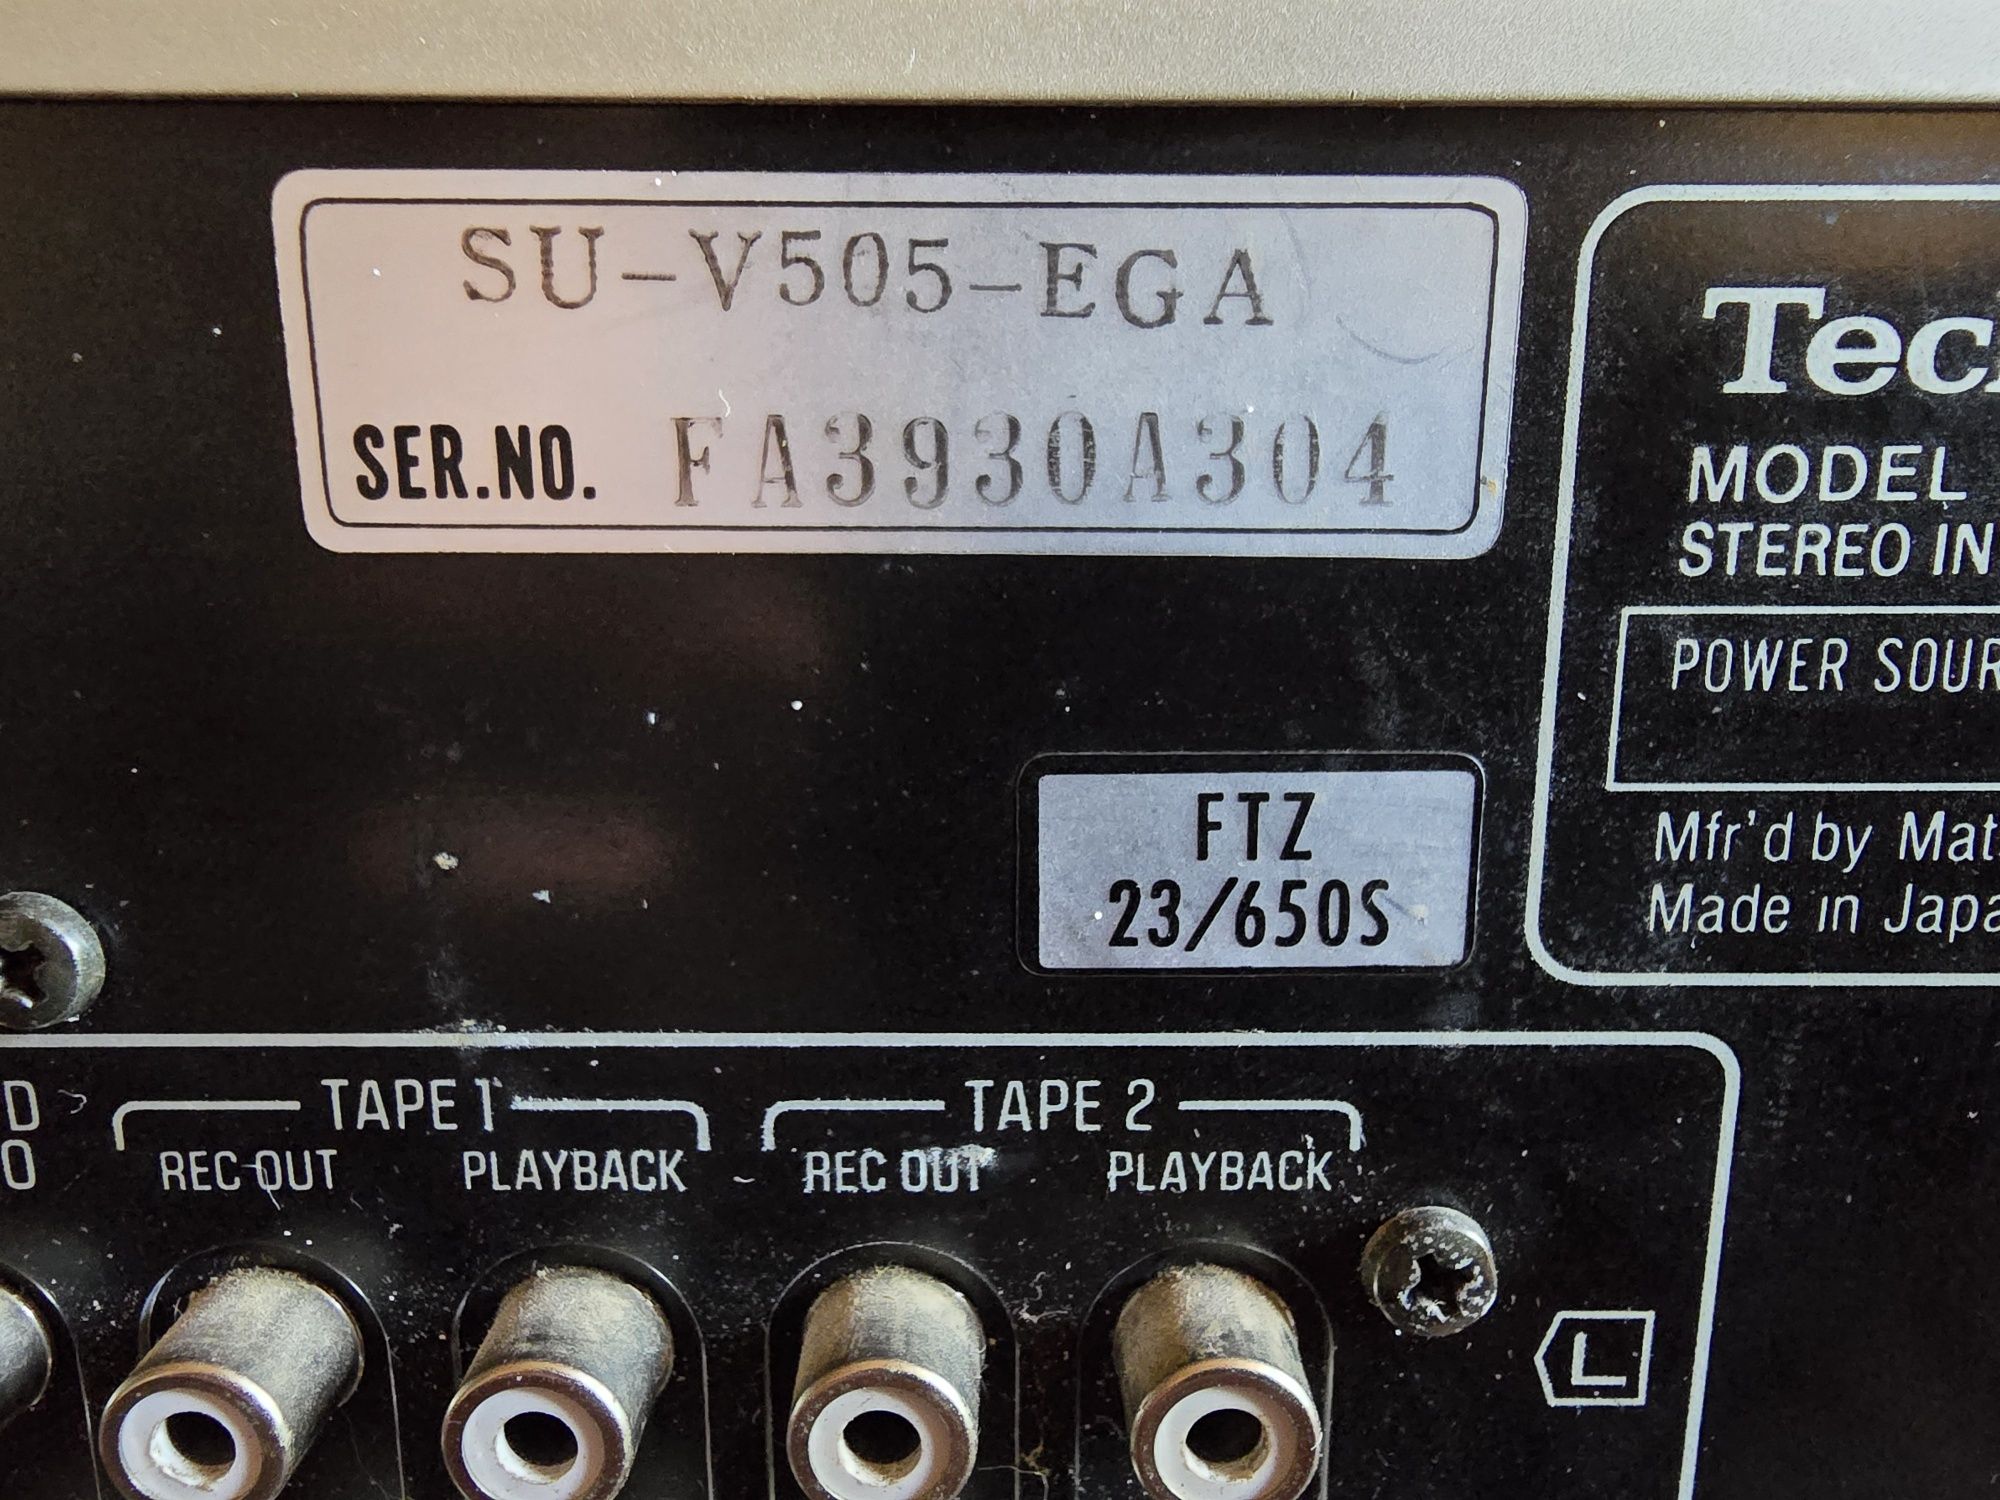 SU-V505-EGA
SER.NO. FA3930A304
Tec
MODEL
STEREO IN
POWER SOUR
Mfr'd by Mat
Made in Japa
FTZ
23/650S
D
O
TAPE 1
REC OUT PLAYBACK
TAPE 2
REC OUT PLAYBACK
L